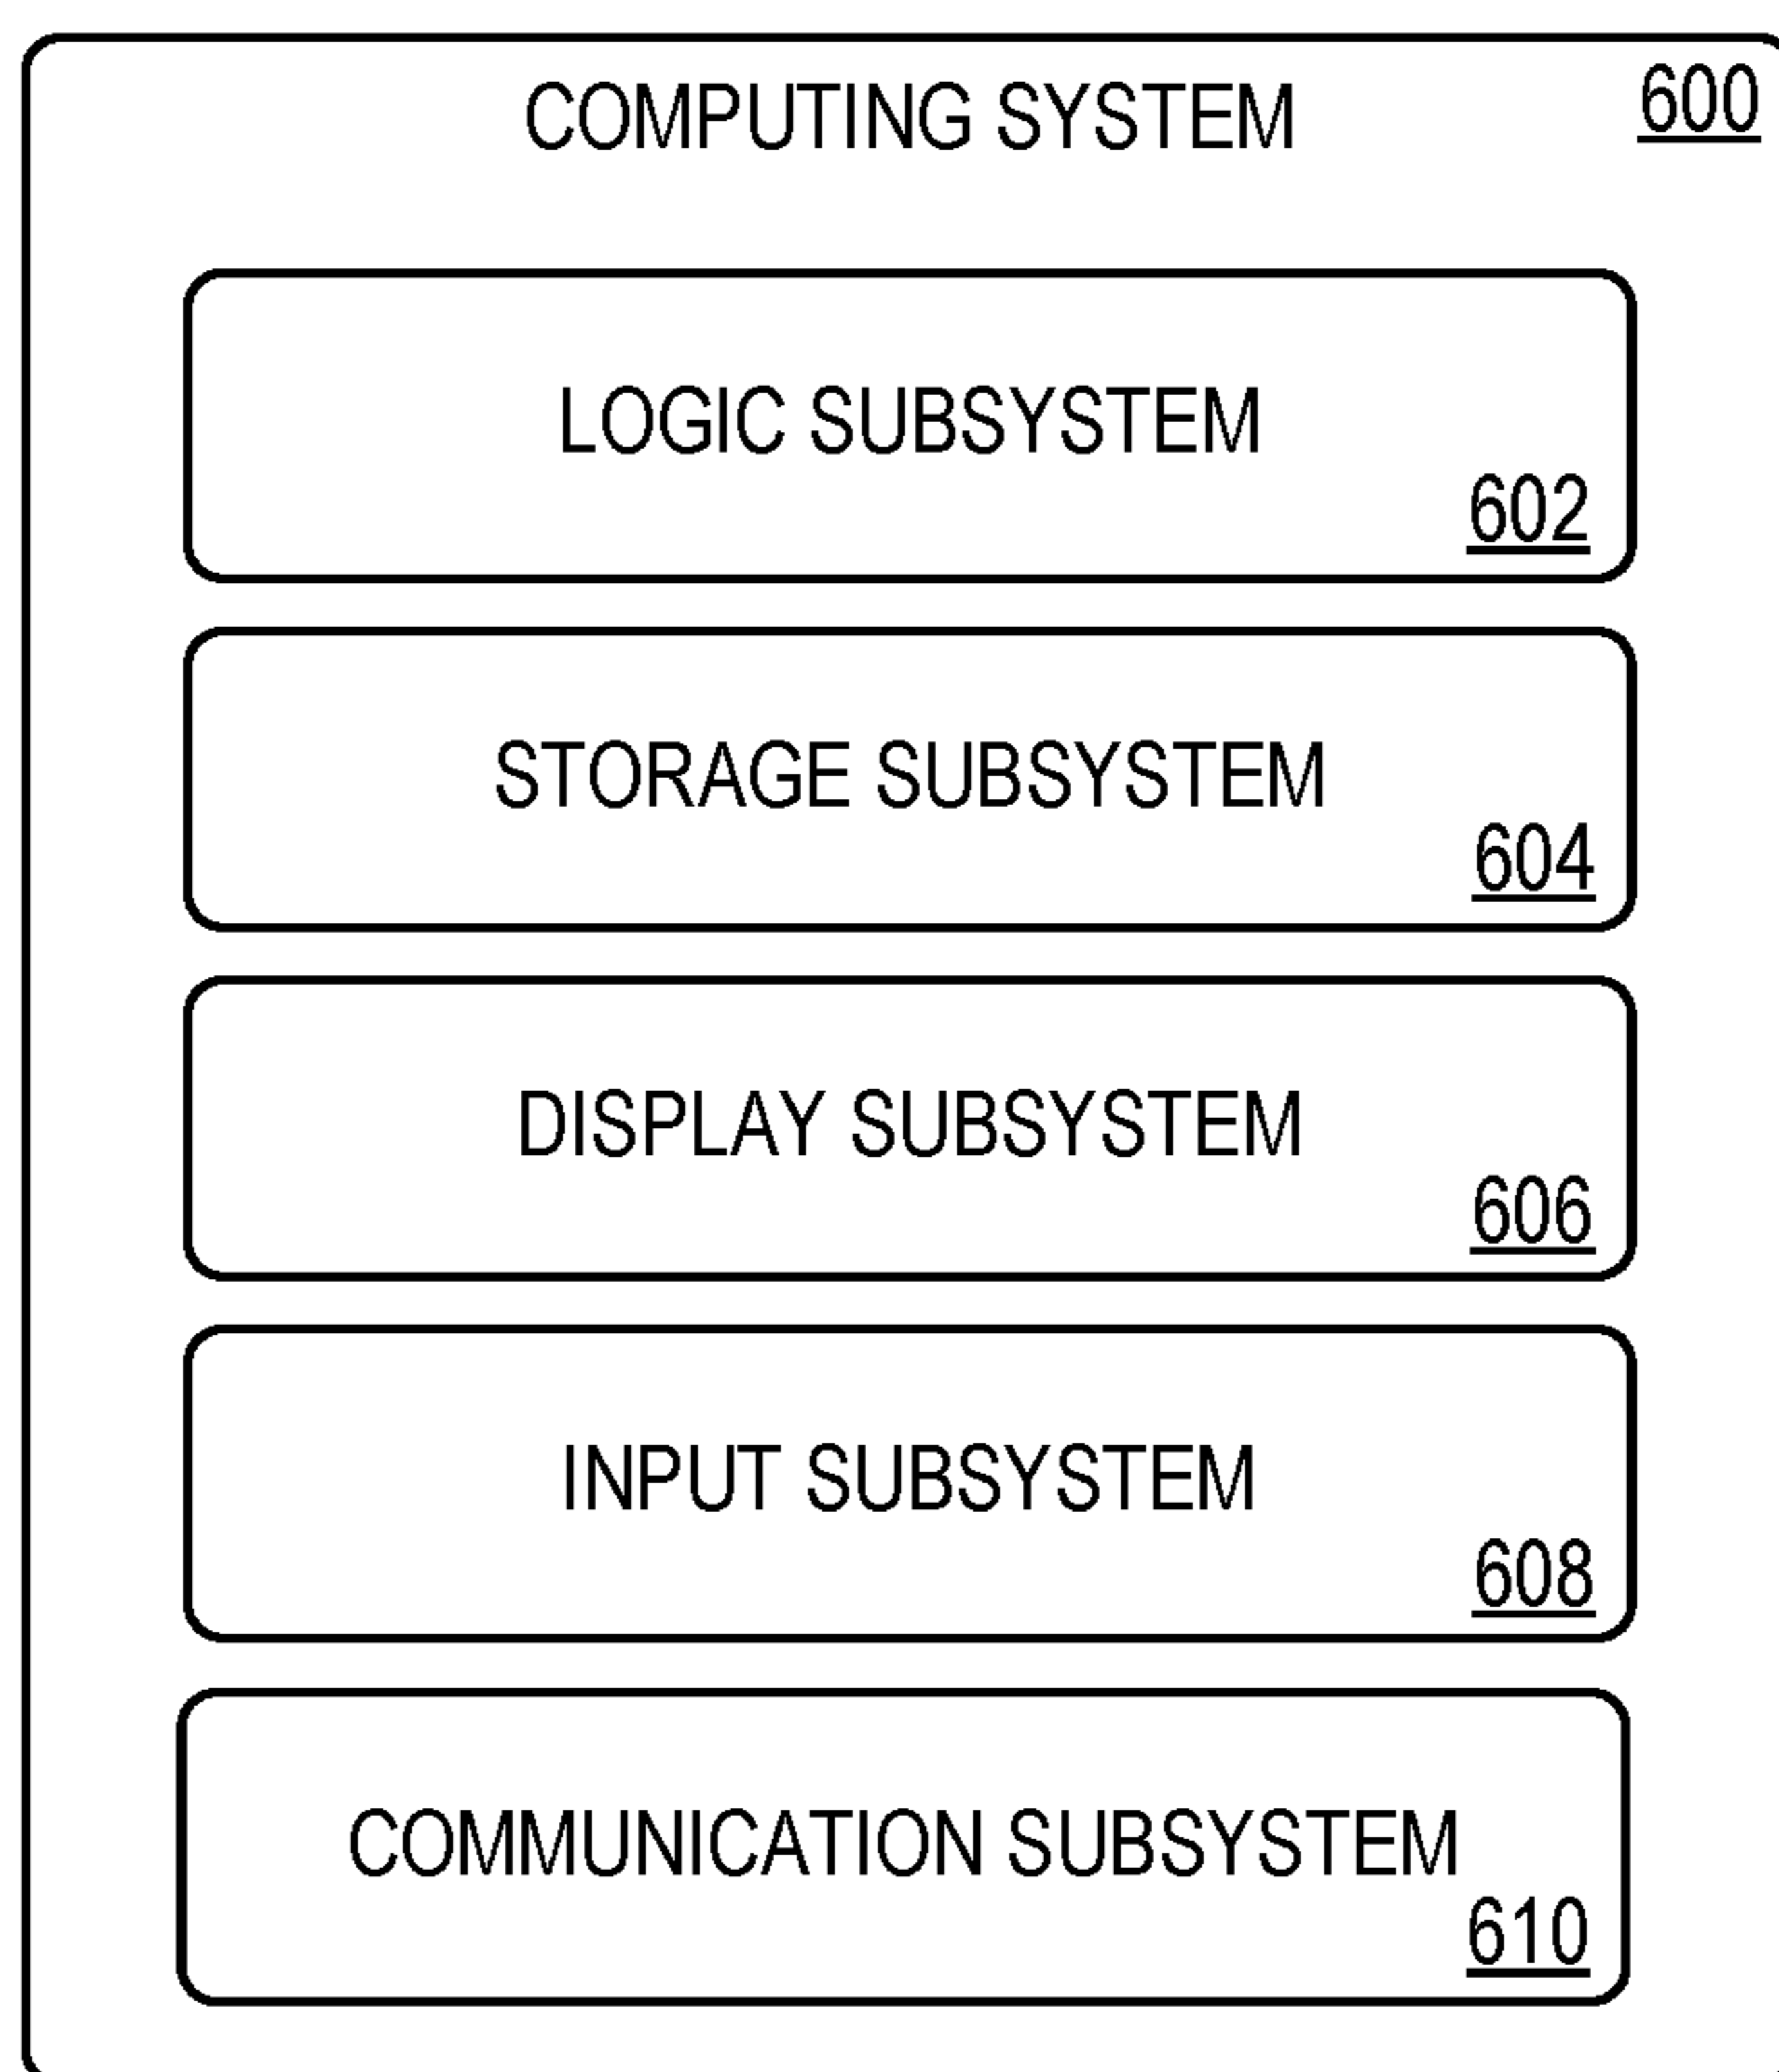 COMPUTING SYSTEM 600
LOGIC SUBSYSTEM
602
STORAGE SUBSYSTEM
604
DISPLAY SUBSYSTEM
606
INPUT SUBSYSTEM
608
COMMUNICATION SUBSYSTEM
610